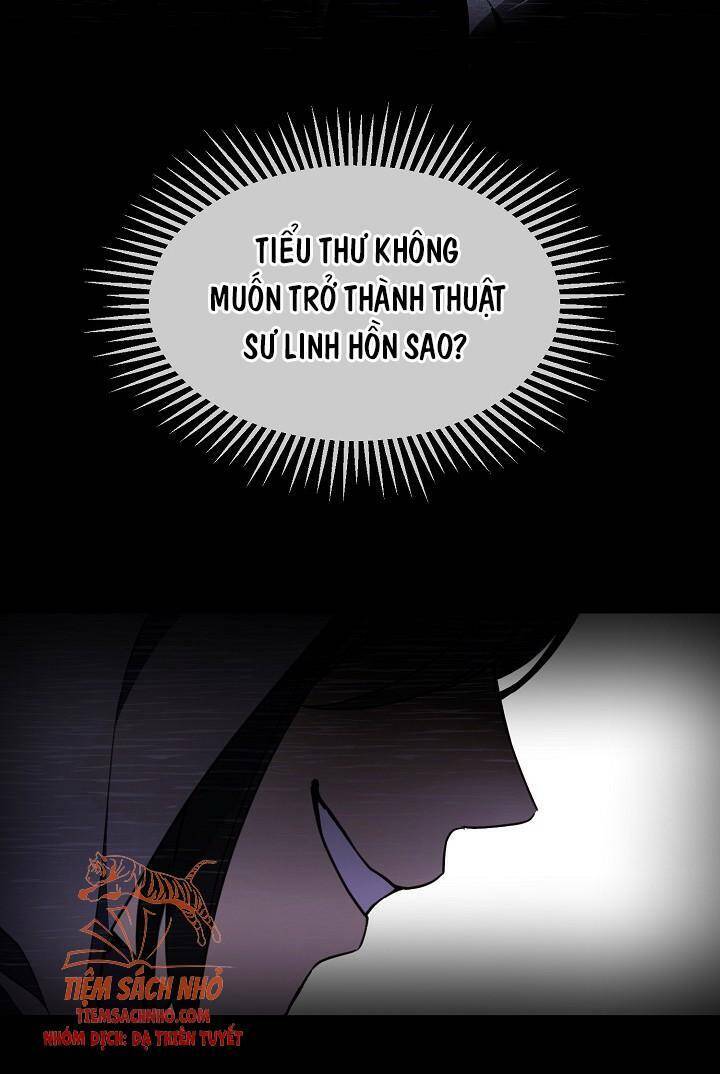 TIỂU THƯ KHÔNG
MUỐN TRỞ THÀNH THUẬT
SƯ LINH HỒN SAO?
TIỆM SÁCH NHỎ
TIEMSACHNHO.COM
NHÓM DỊCH: DẠ THIÊN TUYẾT